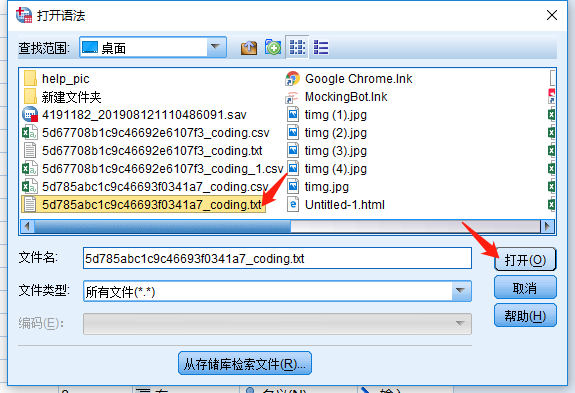 打开语法
查找范围: 桌面
help_pic
新建文件夹
4191182_201908121110486091.sav
5d67708b1c9c46692e6107f3_coding.csv
5d67708b1c9c46692e6107f3_coding.txt
5d67708b1c9c46692e6107f3_coding_1.csv
5d785abc1c9c46693f0341a7_coding.csv
5d785abc1c9c46693f0341a7_coding.txt
Google Chrome.lnk
MockingBot.lnk
timg (1).jpg
timg (2).jpg
timg (3).jpg
timg (4).jpg
timg.jpg
Untitled-1.html
文件名: 5d785abc1c9c46693f0341a7_coding.txt
打开(O)
文件类型: 所有文件(*.*)
取消
编码(E):
帮助(H)
从存储库检索文件(R)...